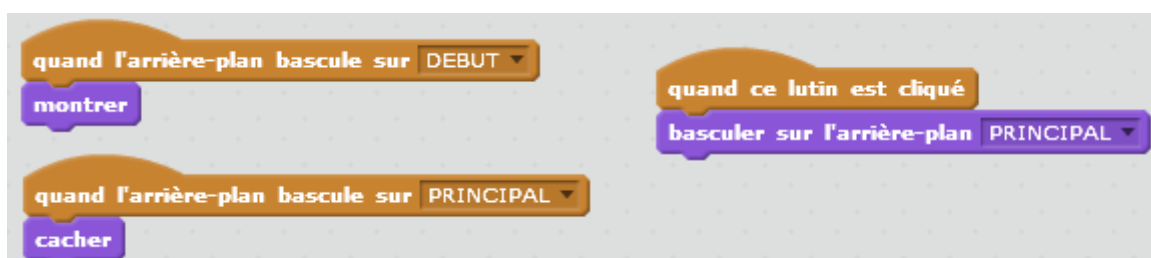 quand l'arrière-plan bascule sur DEBUT
montrer
quand l'arrière-plan bascule sur PRINCIPAL
cacher
quand ce lutin est cliqué
basculer sur l'arrière-plan PRINCIPAL